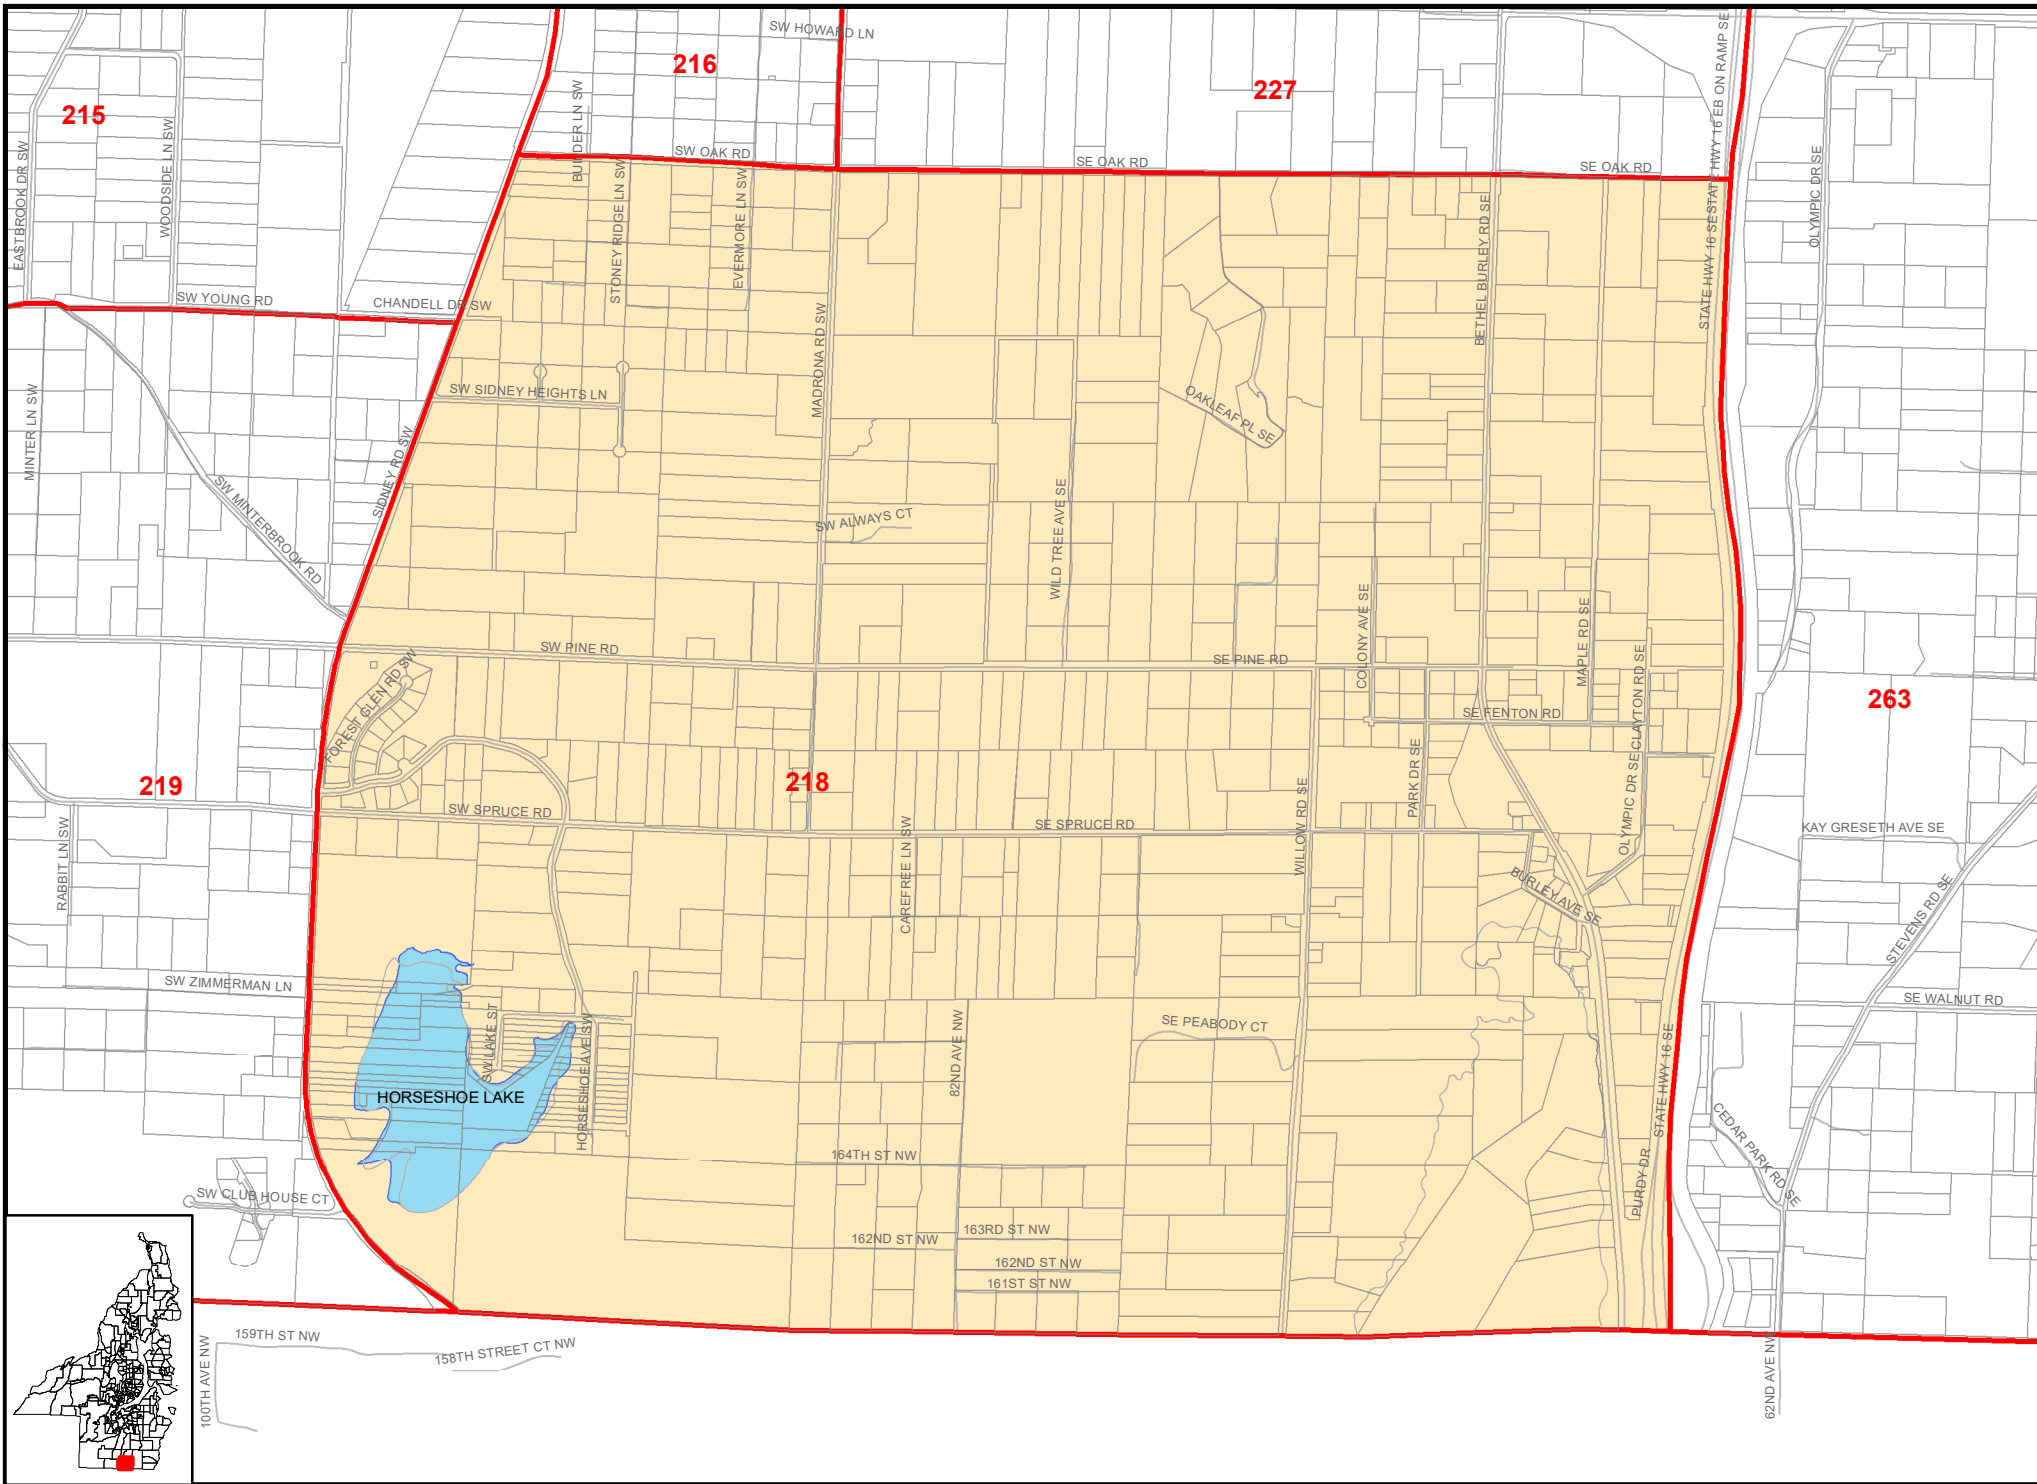 SW HOWARD LN
216
227
215
STATE HWY 16 EB ON RAMP SE
BUILDER LN SW
WOODSIDE LN SW
EASTBROOK DR SW
SW OAK RD
SE OAK RD
SE OAK RD
OLYMPIC DR SE
STONEY RIDGE LN SW
EVERMORE LN SW
BETHEL BURLEY RD SE
STATE HWY 16 SE
SW YOUNG RD
CHANDELL DR SW
MADRONA RD SW
SW SIDNEY HEIGHTS LN
OAKLEAF PL SE
MINTER LN SW
SIDNEY RD SW
SW MINTERBROOK RD
SW ALWAYS CT
WILD TREE AVE SE
COLONY AVE SE
MAPLE RD SE
SW PINE RD
SE PINE RD
CLAYTON RD SE
FOREST GLEN RD SW
263
SE FENTON RD
219
218
PARK DR SE
OLYMPIC DR SE
SW SPRUCE RD
SE SPRUCE RD
WILLOW RD SE
KAY GRESETH AVE SE
RABBIT LN SW
CAREFREE LN SW
BURLEY AVE SE
STEVENS RD SE
SW ZIMMERMAN LN
SE WALNUT RD
SW LAKE ST
HORSESHOE AVE SW
82ND AVE NW
SE PEABODY CT
STATE HWY 16 SE
HORSESHOE LAKE
CEDAR PARK RD SE
164TH ST NW
PURDY DR
SW CLUB HOUSE CT
163RD ST NW
162ND ST NW
162ND ST NW
161ST ST NW
159TH ST NW
158TH STREET CT NW
100TH AVE NW
62ND AVE NW